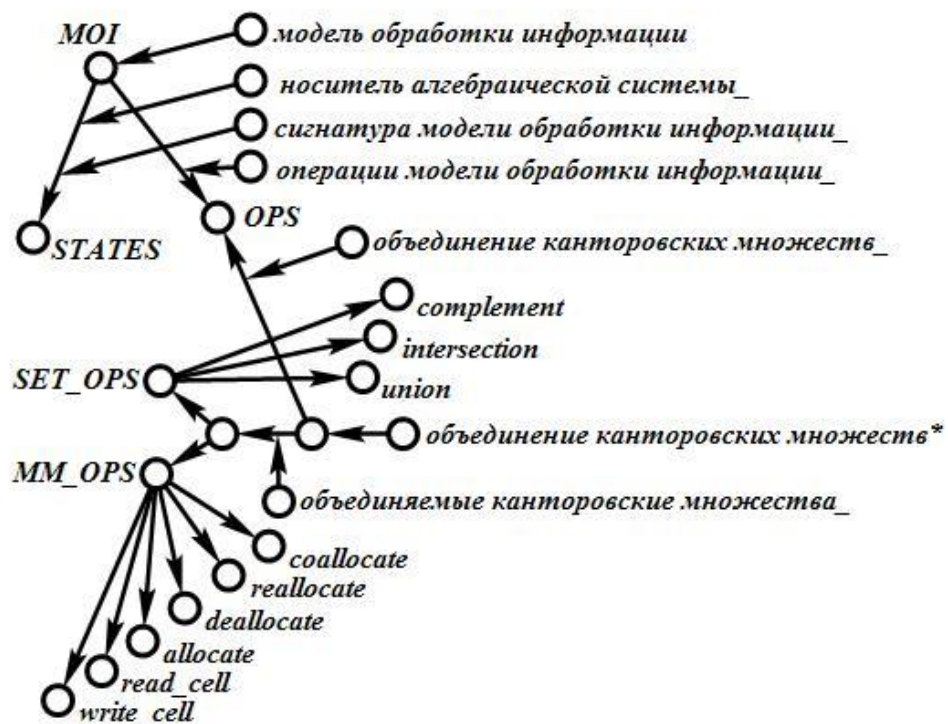 MOI
модель обработки информации
носитель алгебраической системы_
сигнатура модели обработки информации_
операции модели обработки информации_
OPS
STATES
объединение канторовских множеств_
complement
intersection
SET_OPS
union
объединение канторовских множеств*
MM_OPS
объединяемые канторовские множества_
coallocate
reallocate
deallocate
allocate
read_cell
write_cell